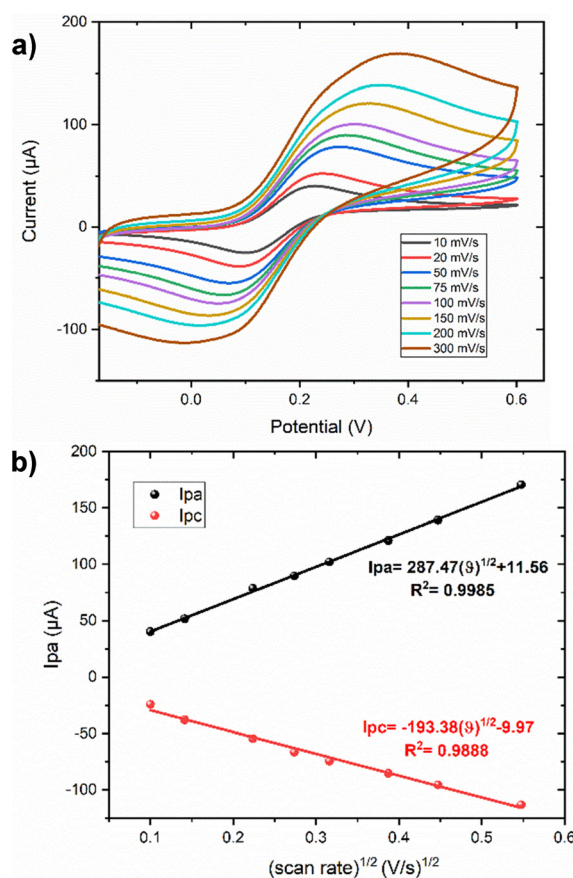 a)
200
100
0
-100
Current (µA)
10 mV/s
20 mV/s
50 mV/s
75 mV/s
100 mV/s
150 mV/s
200 mV/s
300 mV/s
0.0 0.2 0.4 0.6
Potential (V)
b)
200
150
100
50
0
-50
-100
Ipa (µA)
Ipa
Ipc
Ipa= 287.47(ϑ)^1/2+11.56
R²= 0.9985
Ipc= -193.38(ϑ)^1/2-9.97
R²= 0.9888
0.1 0.2 0.3 0.4 0.5 0.6
(scan rate)^1/2 (V/s)^1/2